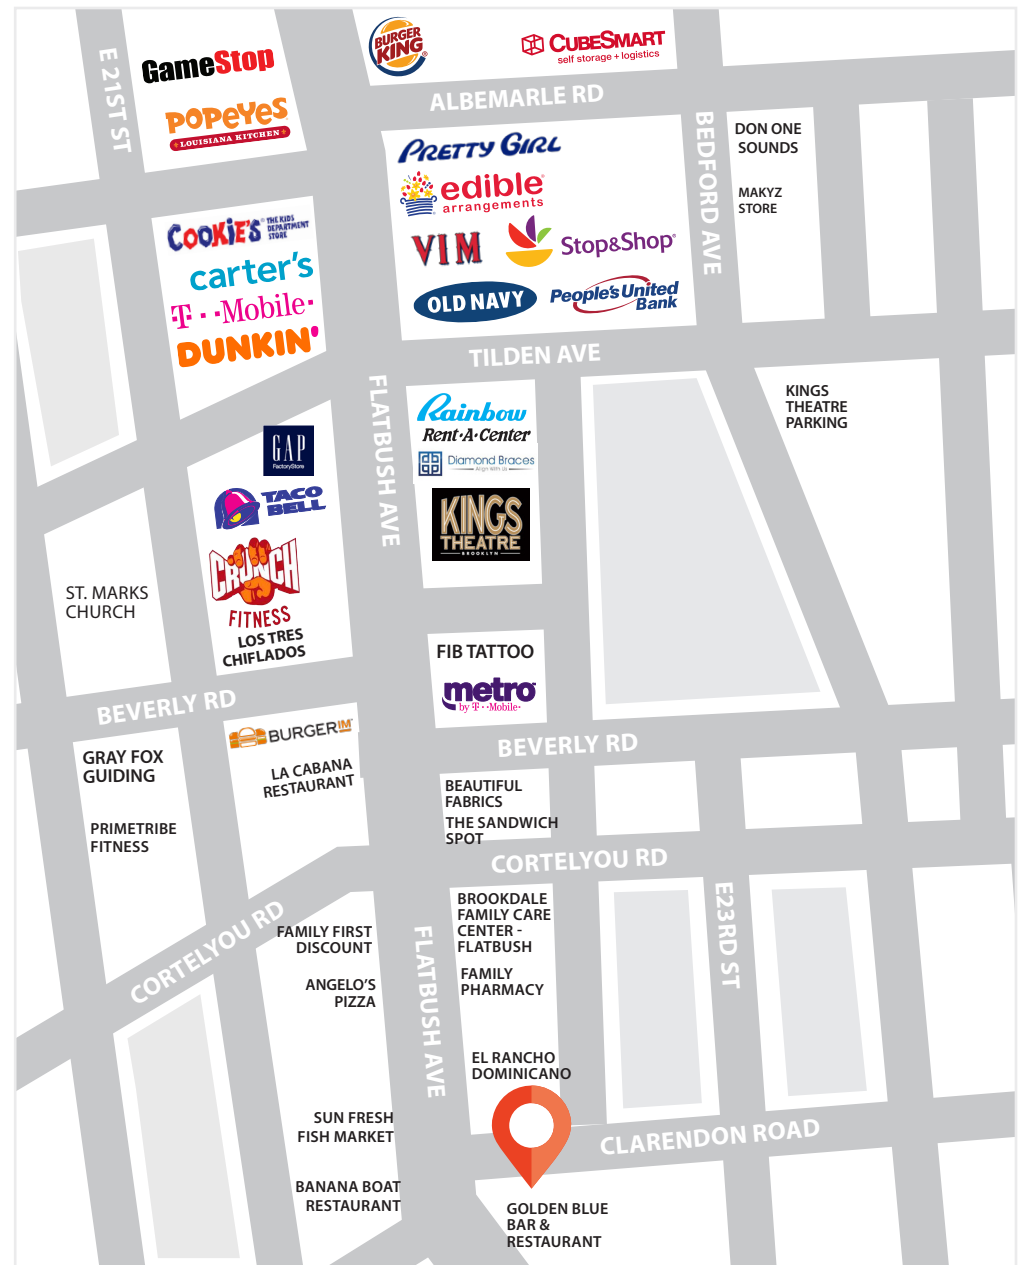 E 21ST ST
GameStop
POPEYES
LOUISIANA KITCHEN
BURGER
KING
CUBESMART
self storage + logistics
ALBEMARLE RD
BEDFORD AVE
DON ONE
SOUNDS
MAKYZ
STORE
PRETTY GIRL
edible
arrangements
VIM
Stop&Shop
OLD NAVY
People's United
Bank
COOKIE'S THE KIDS
DEPARTMENT
STORE
carter's
T··Mobile·
DUNKIN'
TILDEN AVE
FLATBUSH AVE
Rainbow
Rent-A-Center
Diamond Braces
Align With Us
KINGS
THEATRE
BROOKLYN
KINGS
THEATRE
PARKING
GAP
FactoryStore
TACO
BELL
CRUNCH
FITNESS
LOS TRES
CHIFLADOS
ST. MARKS
CHURCH
FIB TATTOO
metro
by T··Mobile·
BEVERLY RD
BEVERLY RD
GRAY FOX
GUIDING
PRIMETRIBE
FITNESS
BURGERIM
LA CABANA
RESTAURANT
BEAUTIFUL
FABRICS
THE SANDWICH
SPOT
CORTELYOU RD
CORTELYOU RD
FAMILY FIRST
DISCOUNT
ANGELO'S
PIZZA
FLATBUSH AVE
BROOKDALE
FAMILY CARE
CENTER -
FLATBUSH
FAMILY
PHARMACY
E23RD ST
EL RANCHO
DOMINICANO
SUN FRESH
FISH MARKET
CLARENDON ROAD
BANANA BOAT
RESTAURANT
GOLDEN BLUE
BAR &
RESTAURANT